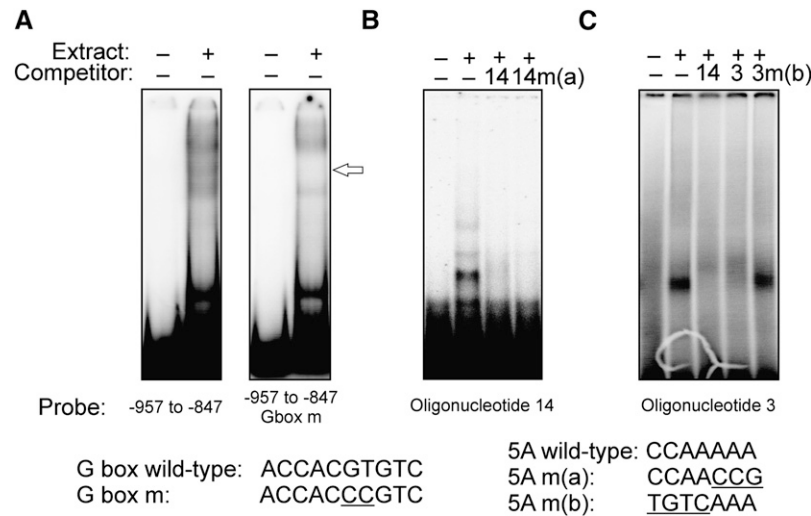 A B C
Extract: – + – + – + + + – + + + +
Competitor: – – – – – – 14 14m(a) – – 14 3 3m(b)
Probe: -957 to -847 -957 to -847 Oligonucleotide 14 Oligonucleotide 3
Gbox m
G box wild-type: ACCACGTGTC
G box m: ACCACCCGTC
5A wild-type: CCAAAAA
5A m(a): CCAACCG
5A m(b): TGTCAAA